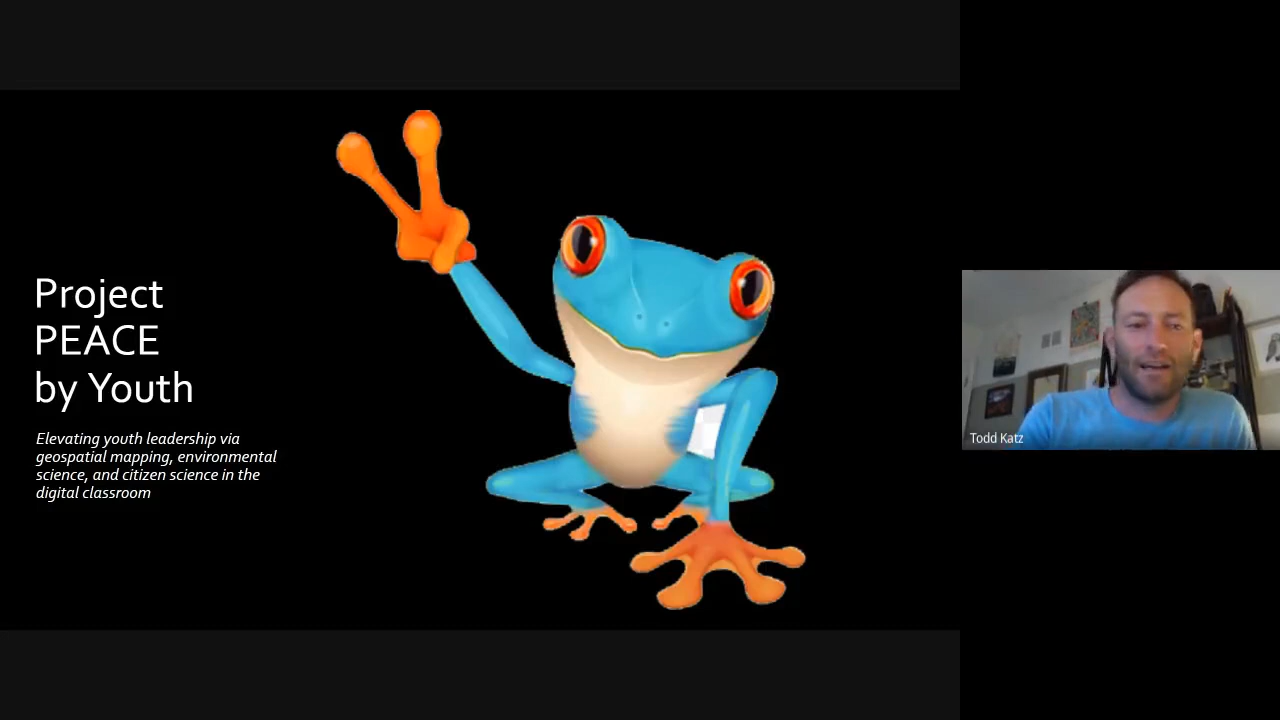 Project
PEACE
by Youth
Elevating youth leadership via
geospatial mapping, environmental
science, and citizen science in the
digital classroom
Todd Katz